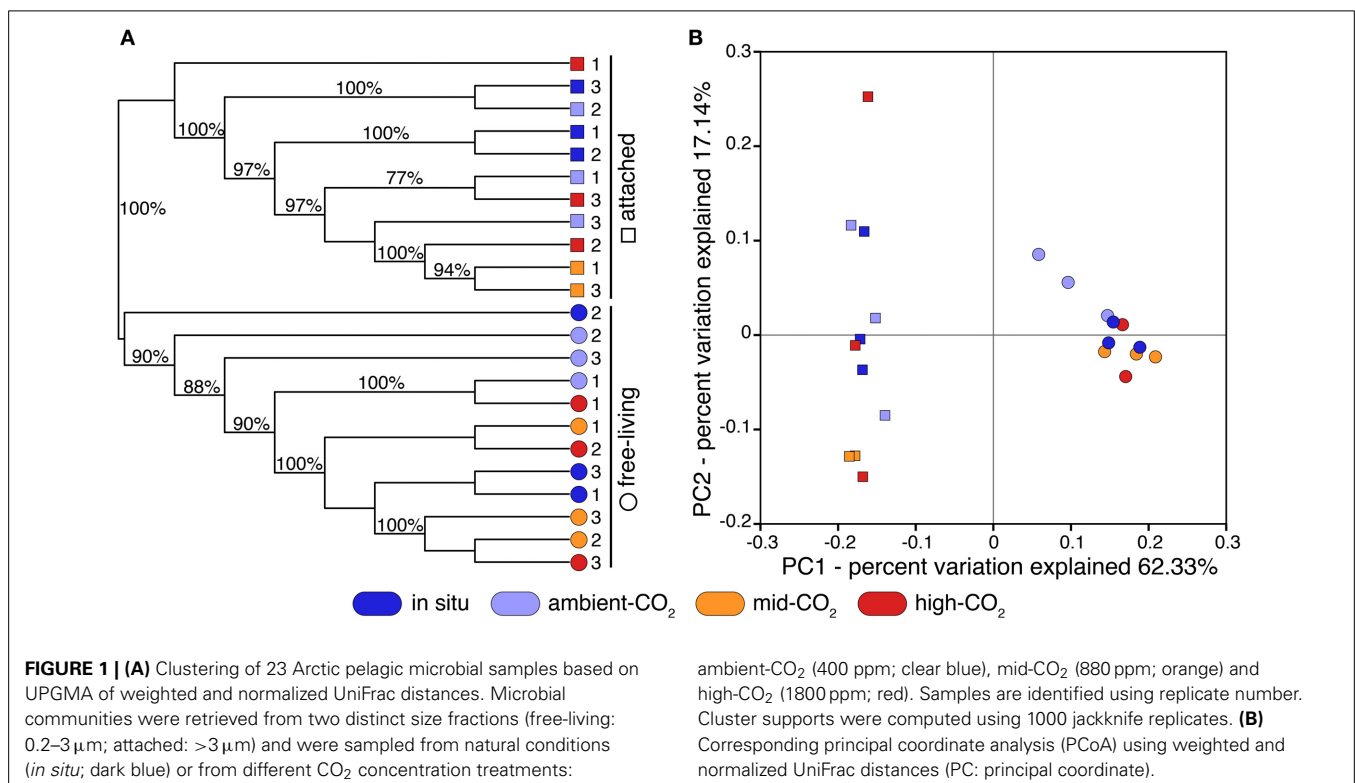 A
1
3
100%
2
100%
1
100%
2
97%
1
77%
3
97%
3
100%
2
100%
1
94%
3
attached
2
2
90%
3
88%
1
100%
1
90%
1
2
100%
3
1
3
100%
2
3
free-living
B
0.3
0.2
0.1
0
-0.1
-0.2
PC2 - percent variation explained 17.14%
-0.3 -0.2 -0.1 0 0.1 0.2 0.3
PC1 - percent variation explained 62.33%
in situ ambient-CO₂ mid-CO₂ high-CO₂
FIGURE 1 | (A) Clustering of 23 Arctic pelagic microbial samples based on
UPGMA of weighted and normalized UniFrac distances. Microbial
communities were retrieved from two distinct size fractions (free-living:
0.2–3 μm; attached: >3 μm) and were sampled from natural conditions
(in situ; dark blue) or from different CO₂ concentration treatments:
ambient-CO₂ (400 ppm; clear blue), mid-CO₂ (880 ppm; orange) and
high-CO₂ (1800 ppm; red). Samples are identified using replicate number.
Cluster supports were computed using 1000 jackknife replicates. (B)
Corresponding principal coordinate analysis (PCoA) using weighted and
normalized UniFrac distances (PC: principal coordinate).